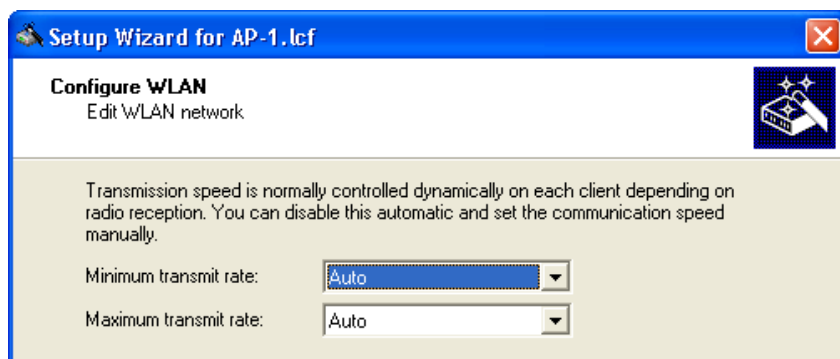 Setup Wizard for AP-1.lcf
Configure WLAN
Edit WLAN network
Transmission speed is normally controlled dynamically on each client depending on
radio reception. You can disable this automatic and set the communication speed
manually.
Minimum transmit rate: Auto
Maximum transmit rate: Auto